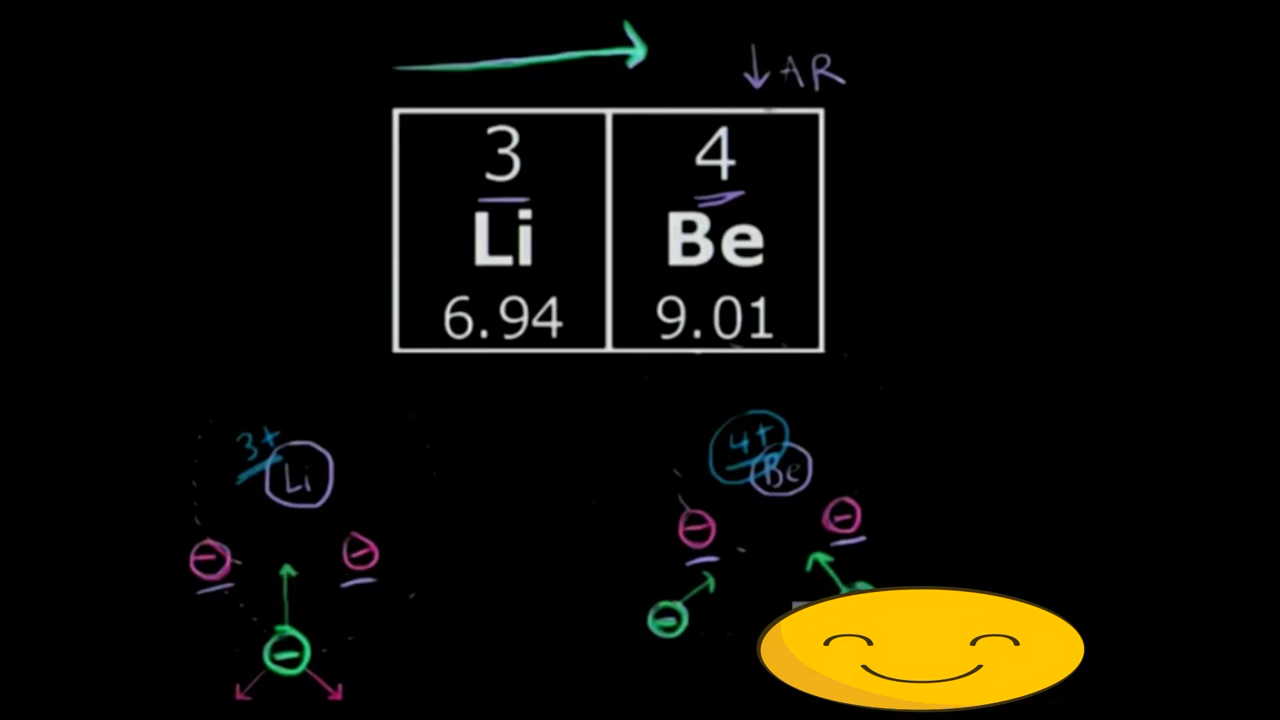 ↓ AR
3 4
Li Be
6.94 9.01
3+ 4+
Li Be
- -
- -